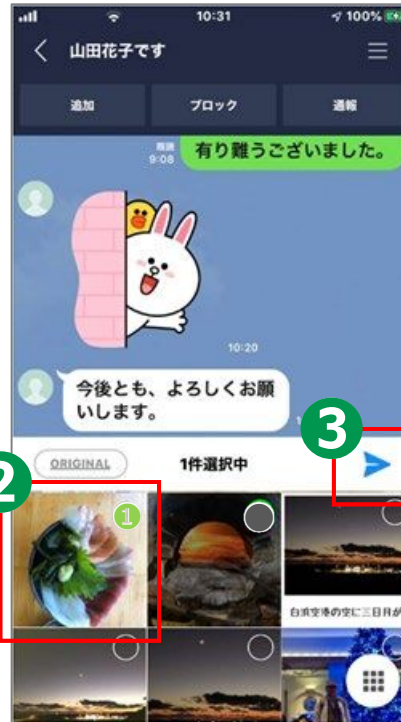 10:31
100%
山田花子です
追加
ブロック
通報
既読
9:08
有り難うございました。
10:20
今後とも、よろしくお願
いします。
3
ORIGINAL
1件選択中
2
1
白浜空港の空に三日月が